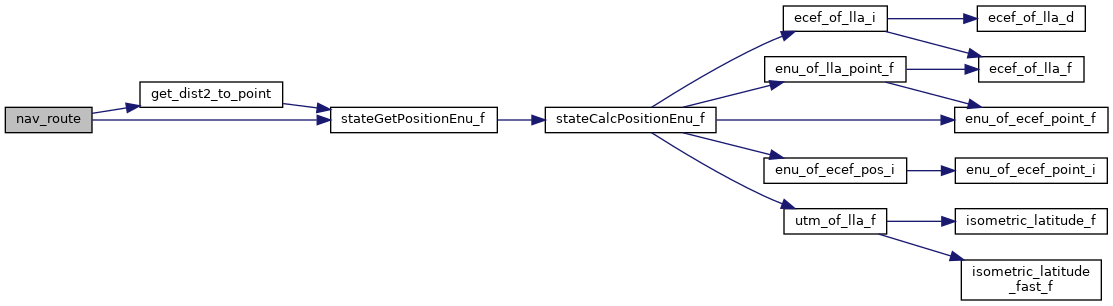 nav_route
get_dist2_to_point
stateGetPositionEnu_f
stateCalcPositionEnu_f
ecef_of_lla_i
enu_of_lla_point_f
enu_of_ecef_pos_i
utm_of_lla_f
ecef_of_lla_d
ecef_of_lla_f
enu_of_ecef_point_f
enu_of_ecef_point_i
isometric_latitude_f
isometric_latitude
_fast_f